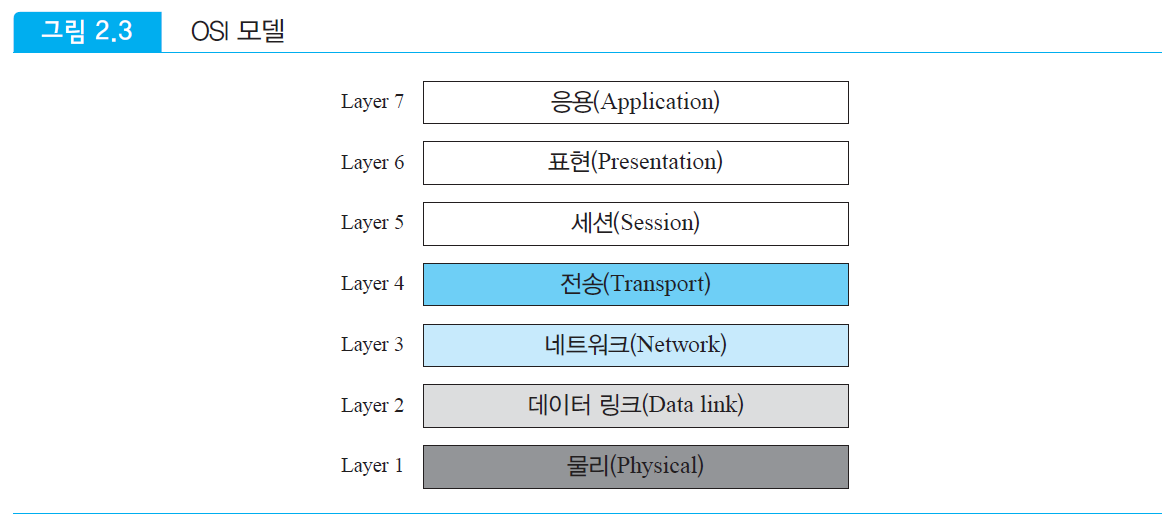 그림 2.3 OSI 모델
Layer 7 응용(Application)
Layer 6 표현(Presentation)
Layer 5 세션(Session)
Layer 4 전송(Transport)
Layer 3 네트워크(Network)
Layer 2 데이터 링크(Data link)
Layer 1 물리(Physical)